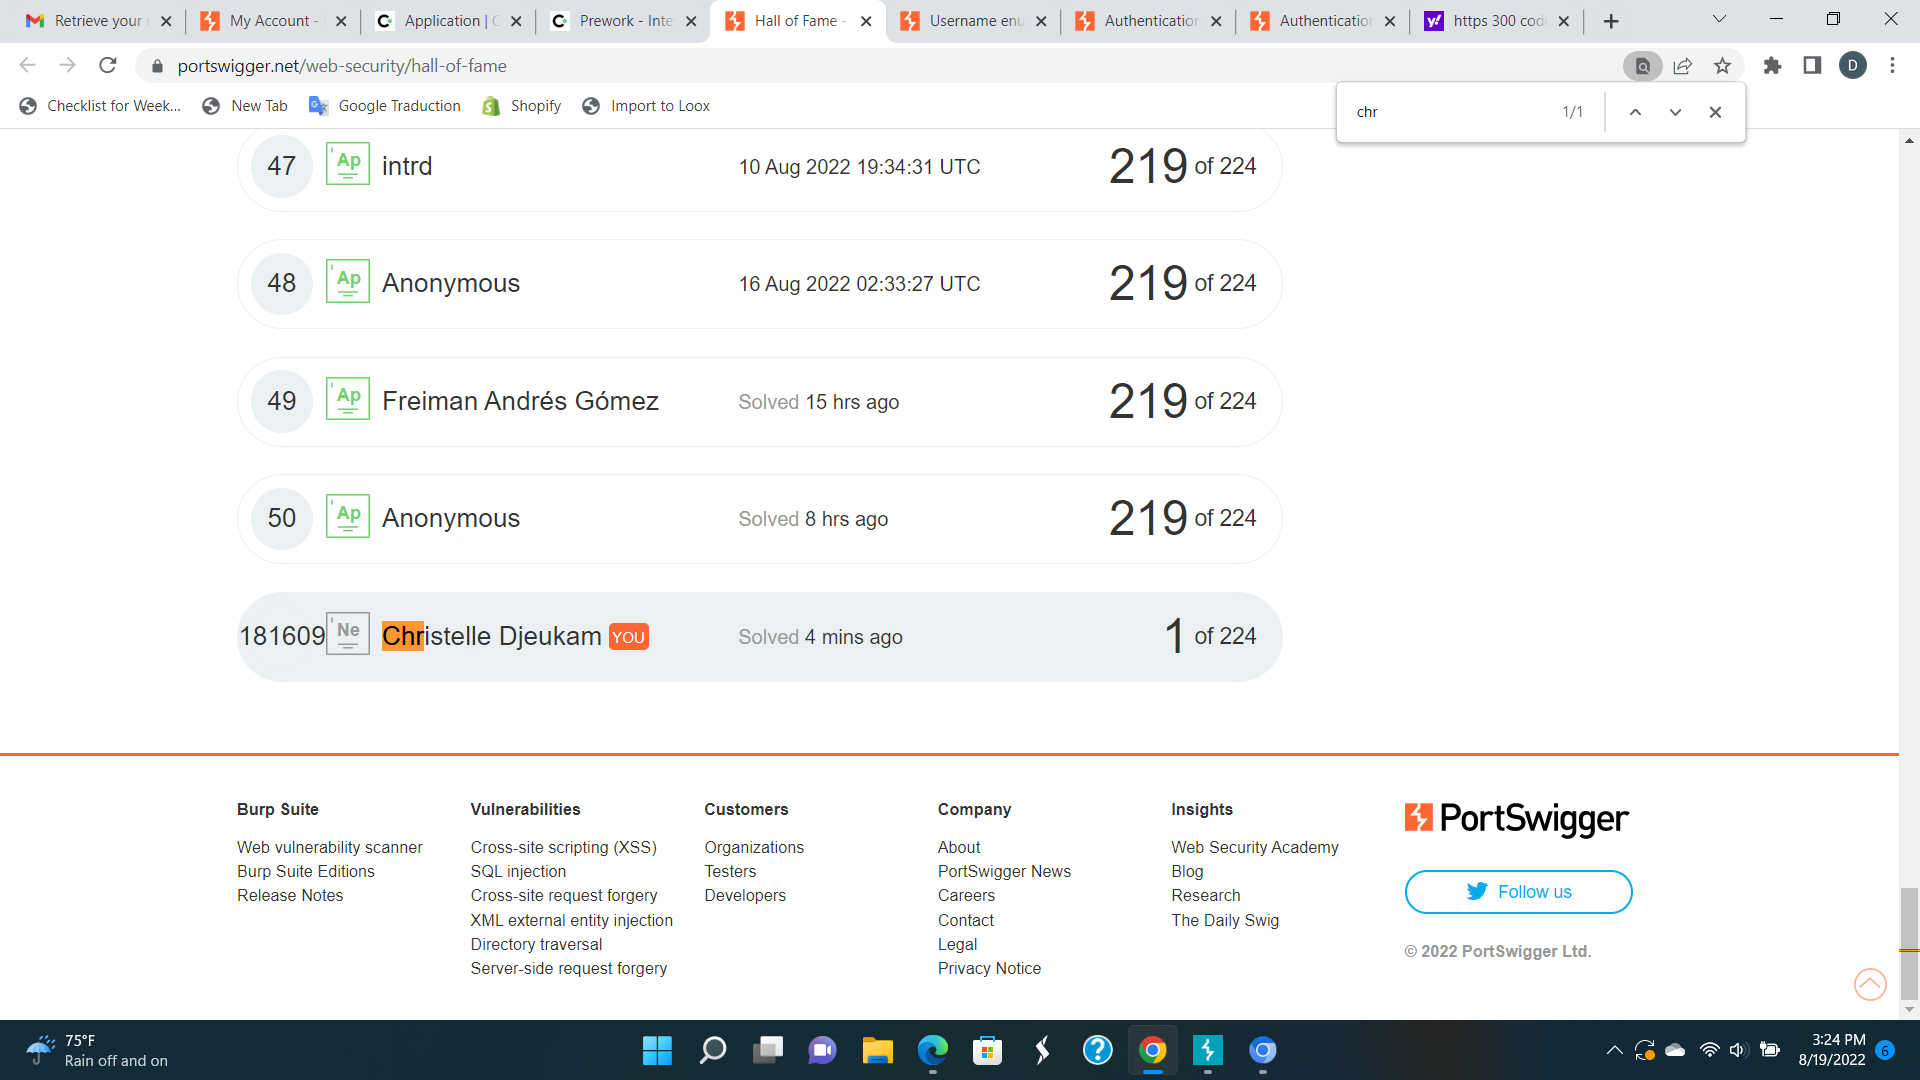 Retrieve your
My Account -
Application | C
Prework - Inte
Hall of Fame -
Username enu
Authentication
Authentication
https 300 code
portswigger.net/web-security/hall-of-fame
D
Checklist for Week...
New Tab
Google Traduction
Shopify
Import to Loox
chr
1/1
47 Ap intrd 10 Aug 2022 19:34:31 UTC 219 of 224
48 Ap Anonymous 16 Aug 2022 02:33:27 UTC 219 of 224
49 Ap Freiman Andrés Gómez Solved 15 hrs ago 219 of 224
50 Ap Anonymous Solved 8 hrs ago 219 of 224
181609 Ne Christelle Djeukam YOU Solved 4 mins ago 1 of 224
Burp Suite
Web vulnerability scanner
Burp Suite Editions
Release Notes
Vulnerabilities
Cross-site scripting (XSS)
SQL injection
Cross-site request forgery
XML external entity injection
Directory traversal
Server-side request forgery
Customers
Organizations
Testers
Developers
Company
About
PortSwigger News
Careers
Contact
Legal
Privacy Notice
Insights
Web Security Academy
Blog
Research
The Daily Swig
PortSwigger
Follow us
© 2022 PortSwigger Ltd.
75°F
Rain off and on
3:24 PM
8/19/2022
6